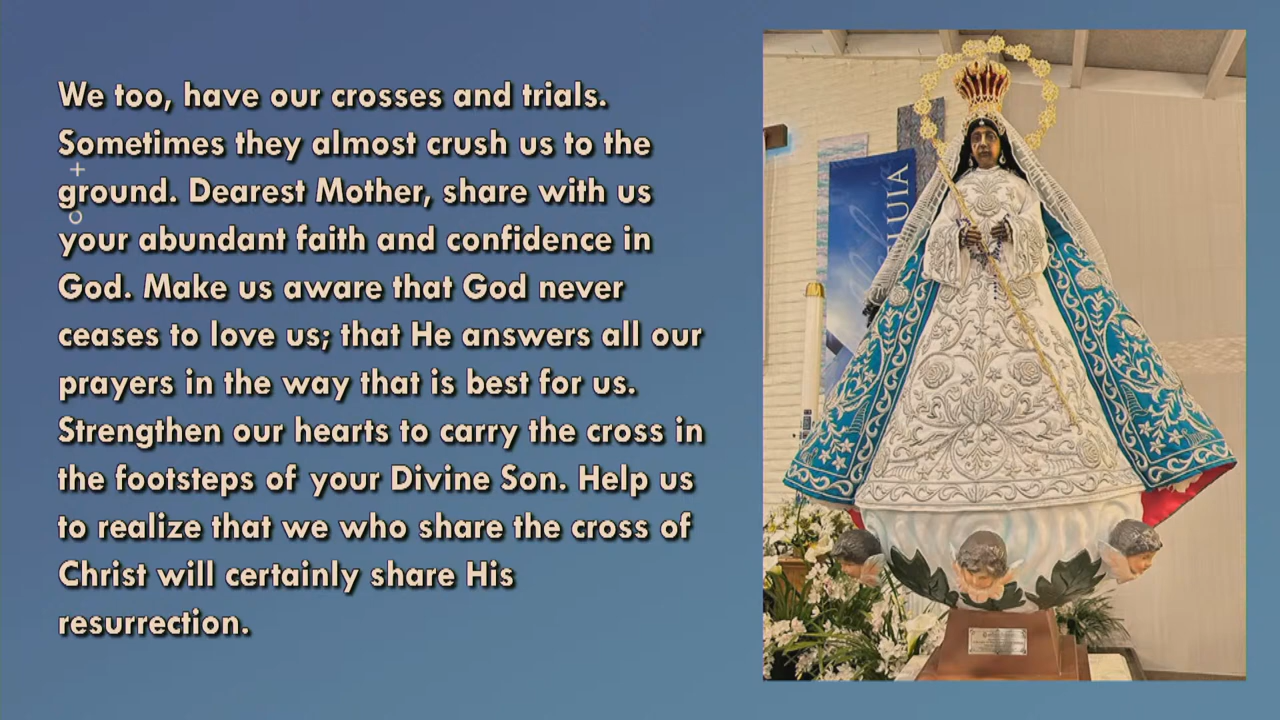 We too, have our crosses and trials.
Sometimes they almost crush us to the
ground. Dearest Mother, share with us
your abundant faith and confidence in
God. Make us aware that God never
ceases to love us; that He answers all our
prayers in the way that is best for us.
Strengthen our hearts to carry the cross in
the footsteps of your Divine Son. Help us
to realize that we who share the cross of
Christ will certainly share His
resurrection.